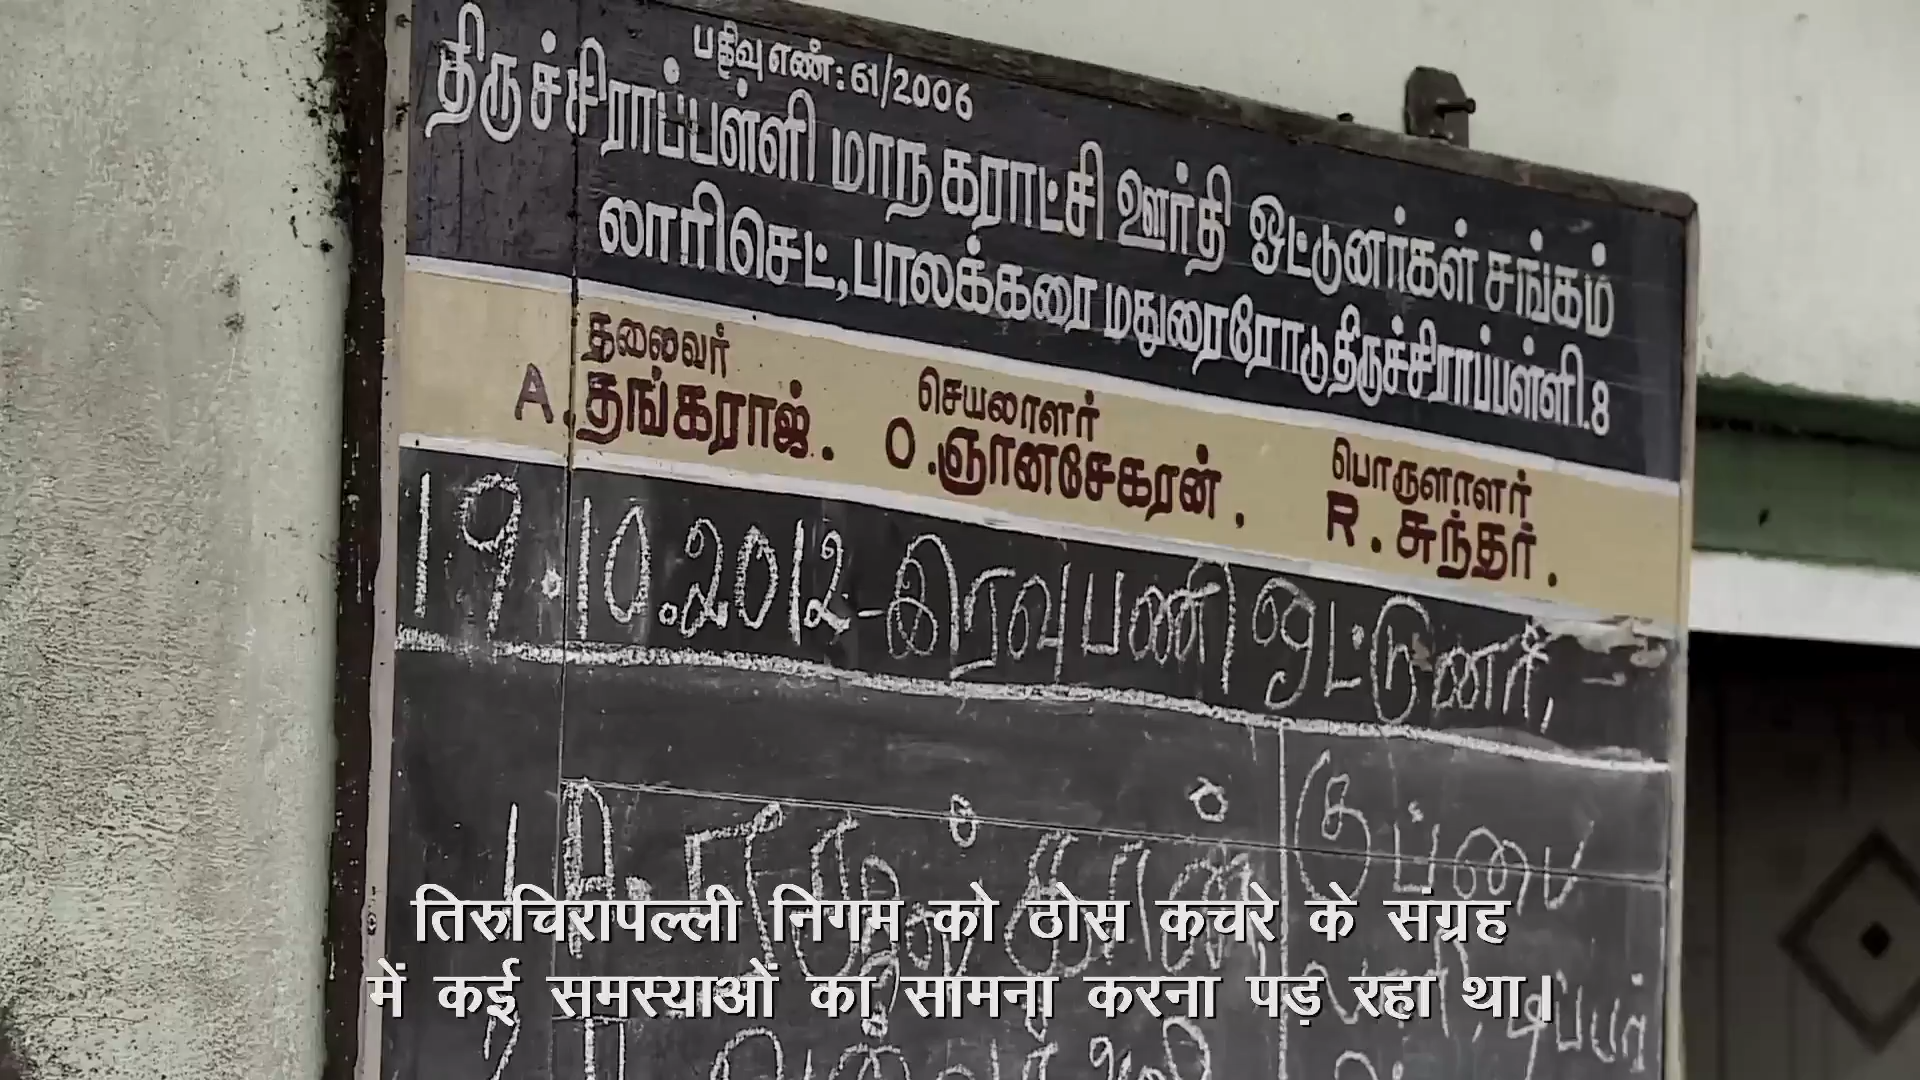 பதிவு எண்: 61/2006
திருச்சிராப்பள்ளி மாநகராட்சி ஊர்தி ஓட்டுனர்கள் சங்கம்
லாரிசெட், பாலக்கரை மதுரைரோடு திருச்சிராப்பள்ளி.8
தலைவர் செயலாளர் பொருளாளர்
A. தங்கராஜ். O. ஞானசேகரன். R. சுந்தர்.
19.10.2012 - இரவு பணி ஓட்டுனர்,
குப்பை
तिरुचिरापल्ली निगम को ठोस कचरे के संग्रह
में कई समस्याओं का सामना करना पड़ रहा था।